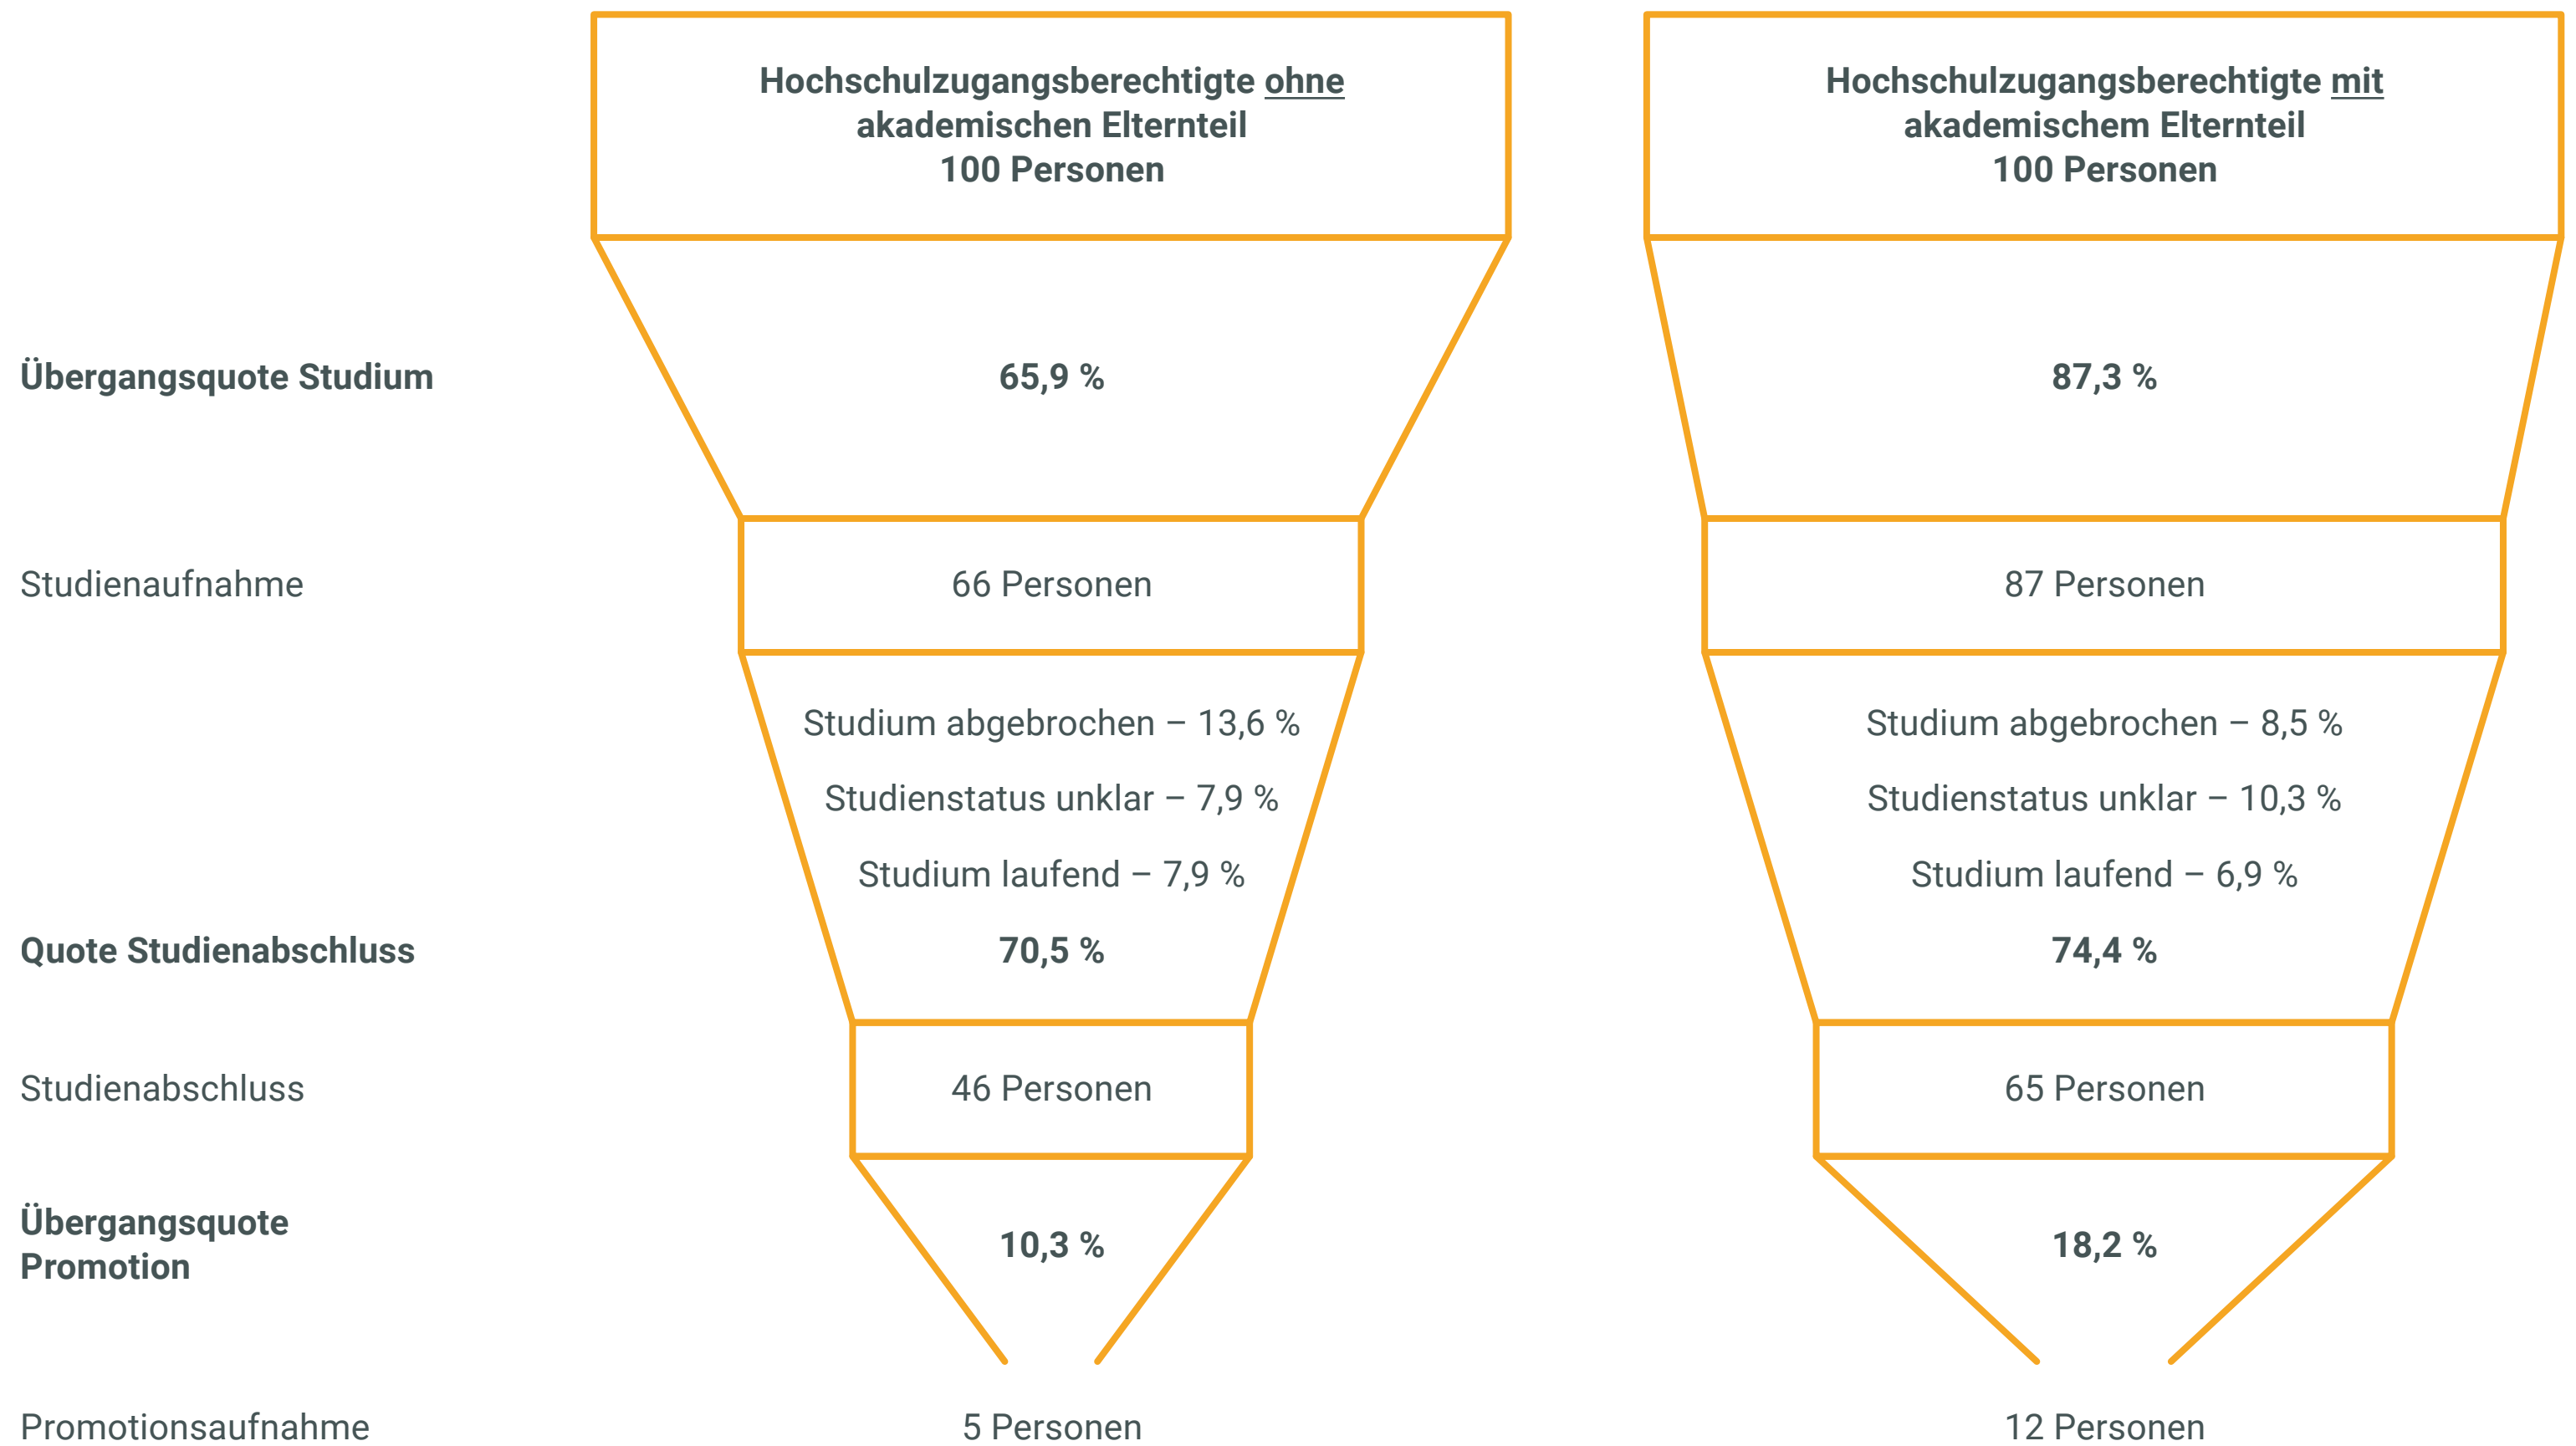 Hochschulzugangsberechtigte ohne
akademischen Elternteil
100 Personen
Hochschulzugangsberechtigte mit
akademischem Elternteil
100 Personen
Übergangsquote Studium
65,9 %
87,3 %
Studienaufnahme
66 Personen
87 Personen
Studium abgebrochen – 13,6 %
Studium abgebrochen – 8,5 %
Studienstatus unklar – 7,9 %
Studienstatus unklar – 10,3 %
Studium laufend – 7,9 %
Studium laufend – 6,9 %
Quote Studienabschluss
70,5 %
74,4 %
Studienabschluss
46 Personen
65 Personen
Übergangsquote
Promotion
10,3 %
18,2 %
Promotionsaufnahme
5 Personen
12 Personen